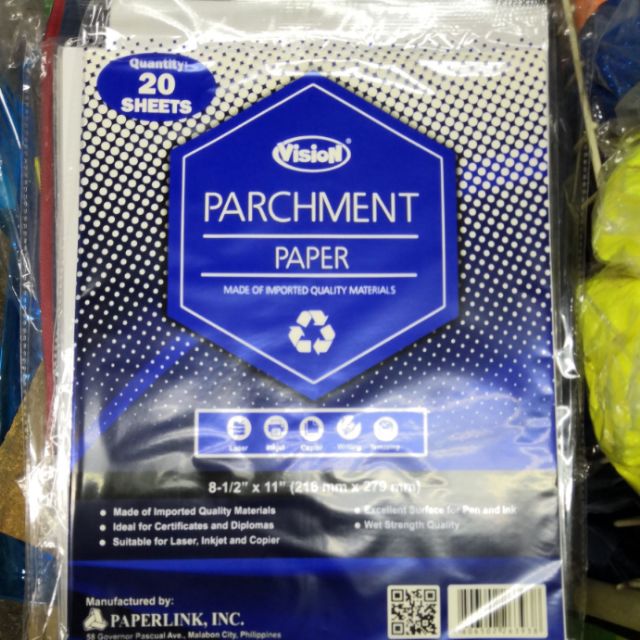 Quantity:
20
SHEETS
VISION®
PARCHMENT
PAPER
MADE OF IMPORTED QUALITY MATERIALS
Laser Inkjet Copier
8-1/2" x 11" (216 mm x 279 mm)
• Made of Imported Quality Materials
• Ideal for Certificates and Diplomas
• Suitable for Laser, Inkjet and Copier
• Excellent Surface for Pen and Ink
• Wet Strength Quality
Manufactured by:
PAPERLINK, INC.
58 Governor Pascual Ave., Malabon City, Philippines